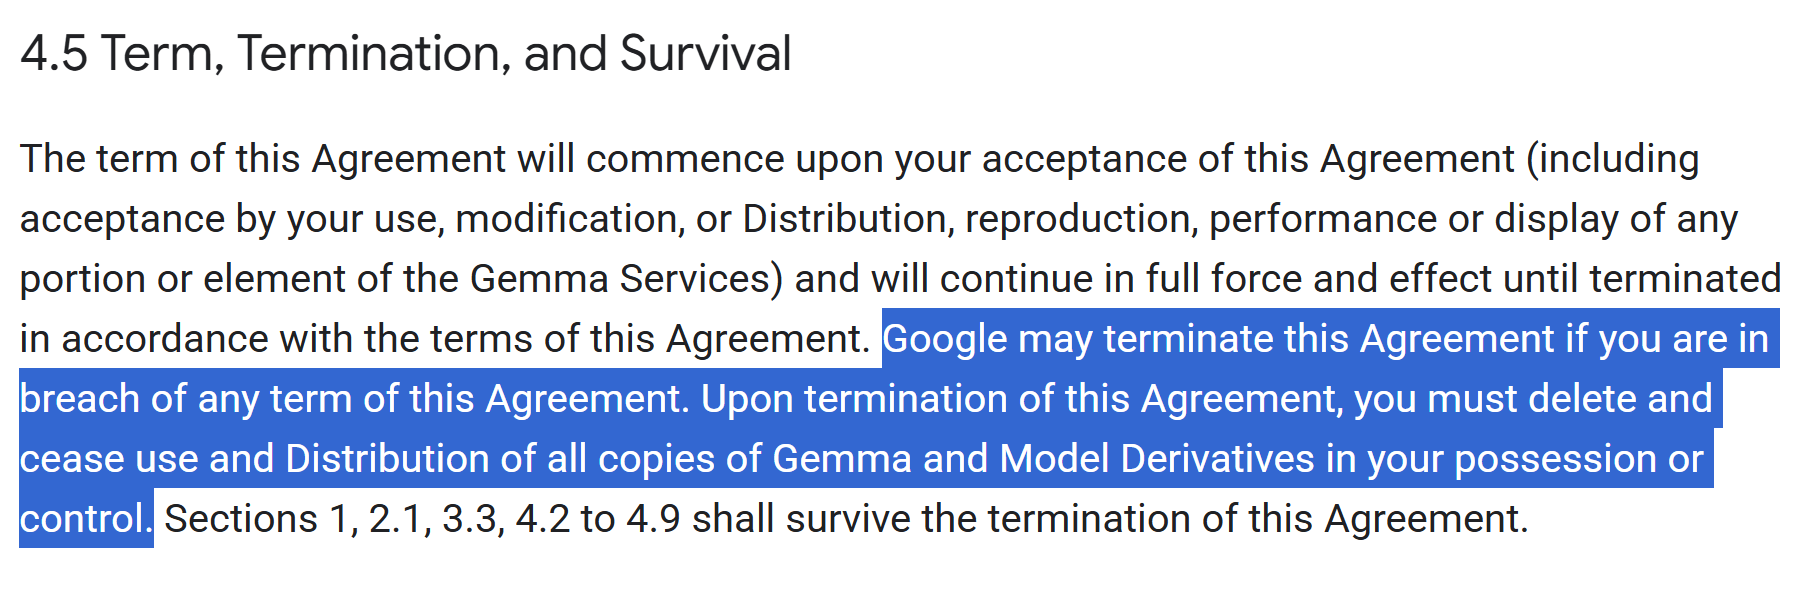 4.5 Term, Termination, and Survival
The term of this Agreement will commence upon your acceptance of this Agreement (including
acceptance by your use, modification, or Distribution, reproduction, performance or display of any
portion or element of the Gemma Services) and will continue in full force and effect until terminated
in accordance with the terms of this Agreement. Google may terminate this Agreement if you are in
breach of any term of this Agreement. Upon termination of this Agreement, you must delete and
cease use and Distribution of all copies of Gemma and Model Derivatives in your possession or
control. Sections 1, 2.1, 3.3, 4.2 to 4.9 shall survive the termination of this Agreement.